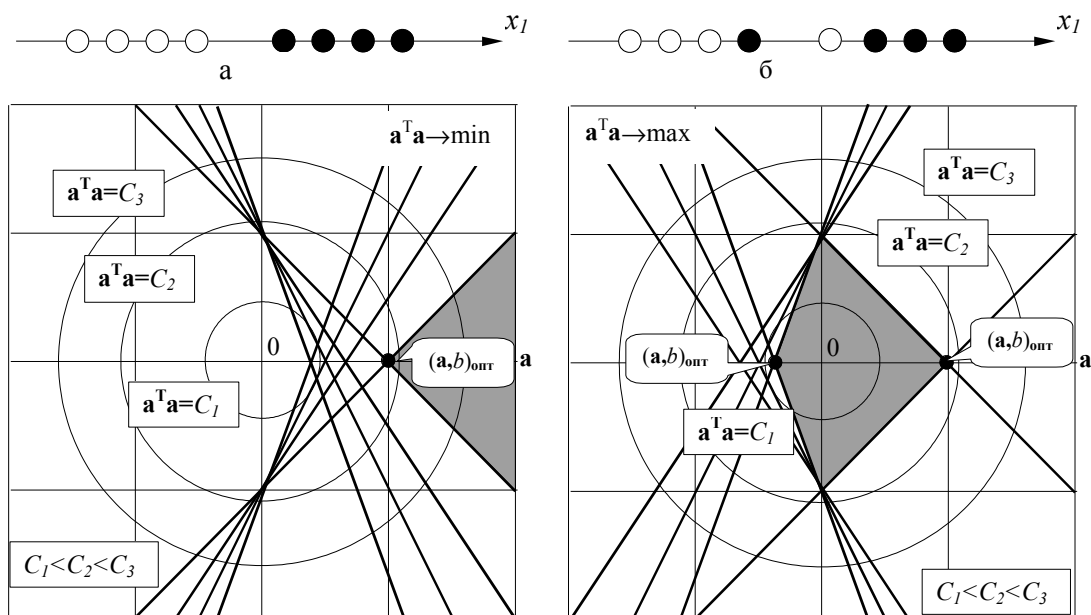 x₁
а
aᵀa→min
aᵀa=C₃
aᵀa=C₂
0
(a,b)опт
a
aᵀa=C₁
C₁<C₂<C₃
x₁
б
aᵀa→max
aᵀa=C₃
aᵀa=C₂
(a,b)опт
0
(a,b)опт
a
aᵀa=C₁
C₁<C₂<C₃